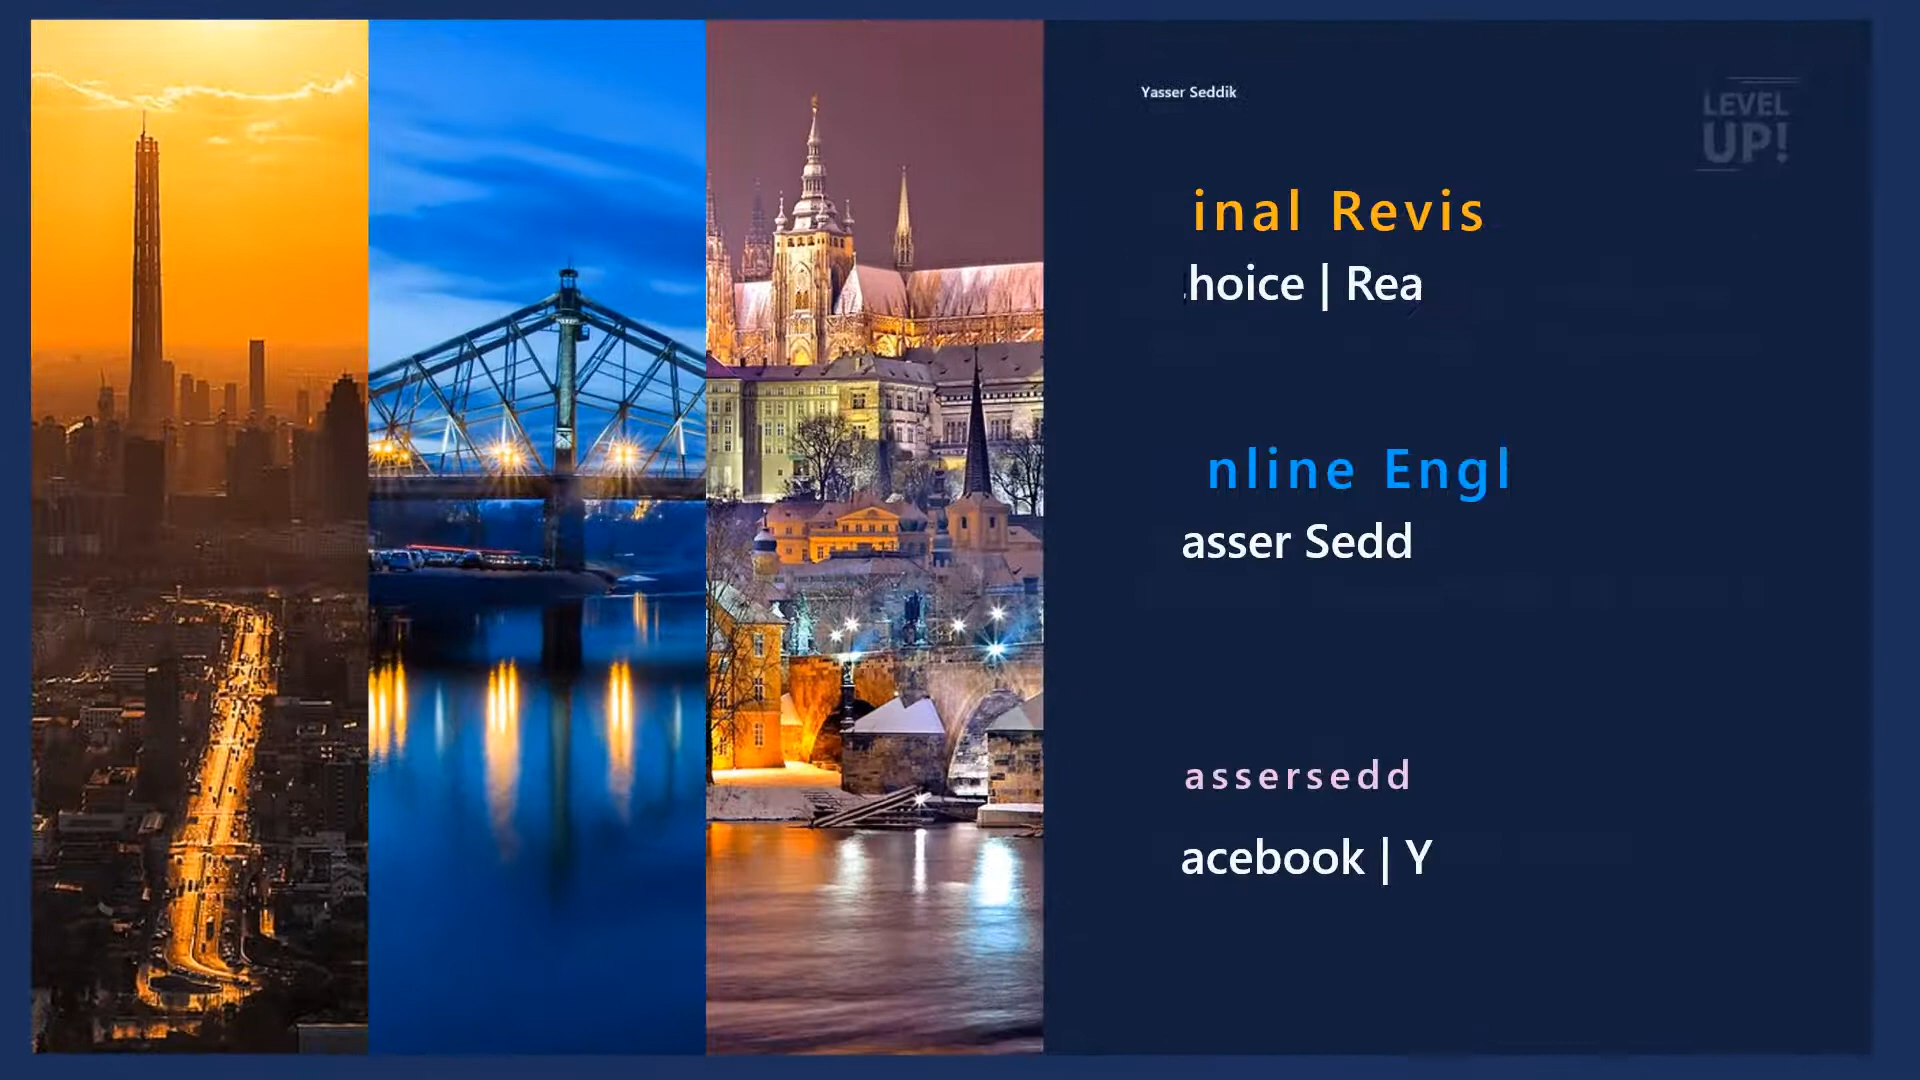 Yasser Seddik
LEVEL
UP!
inal Revis
hoice | Rea
nline Engl
asser Sedd
assersedd
acebook | Y